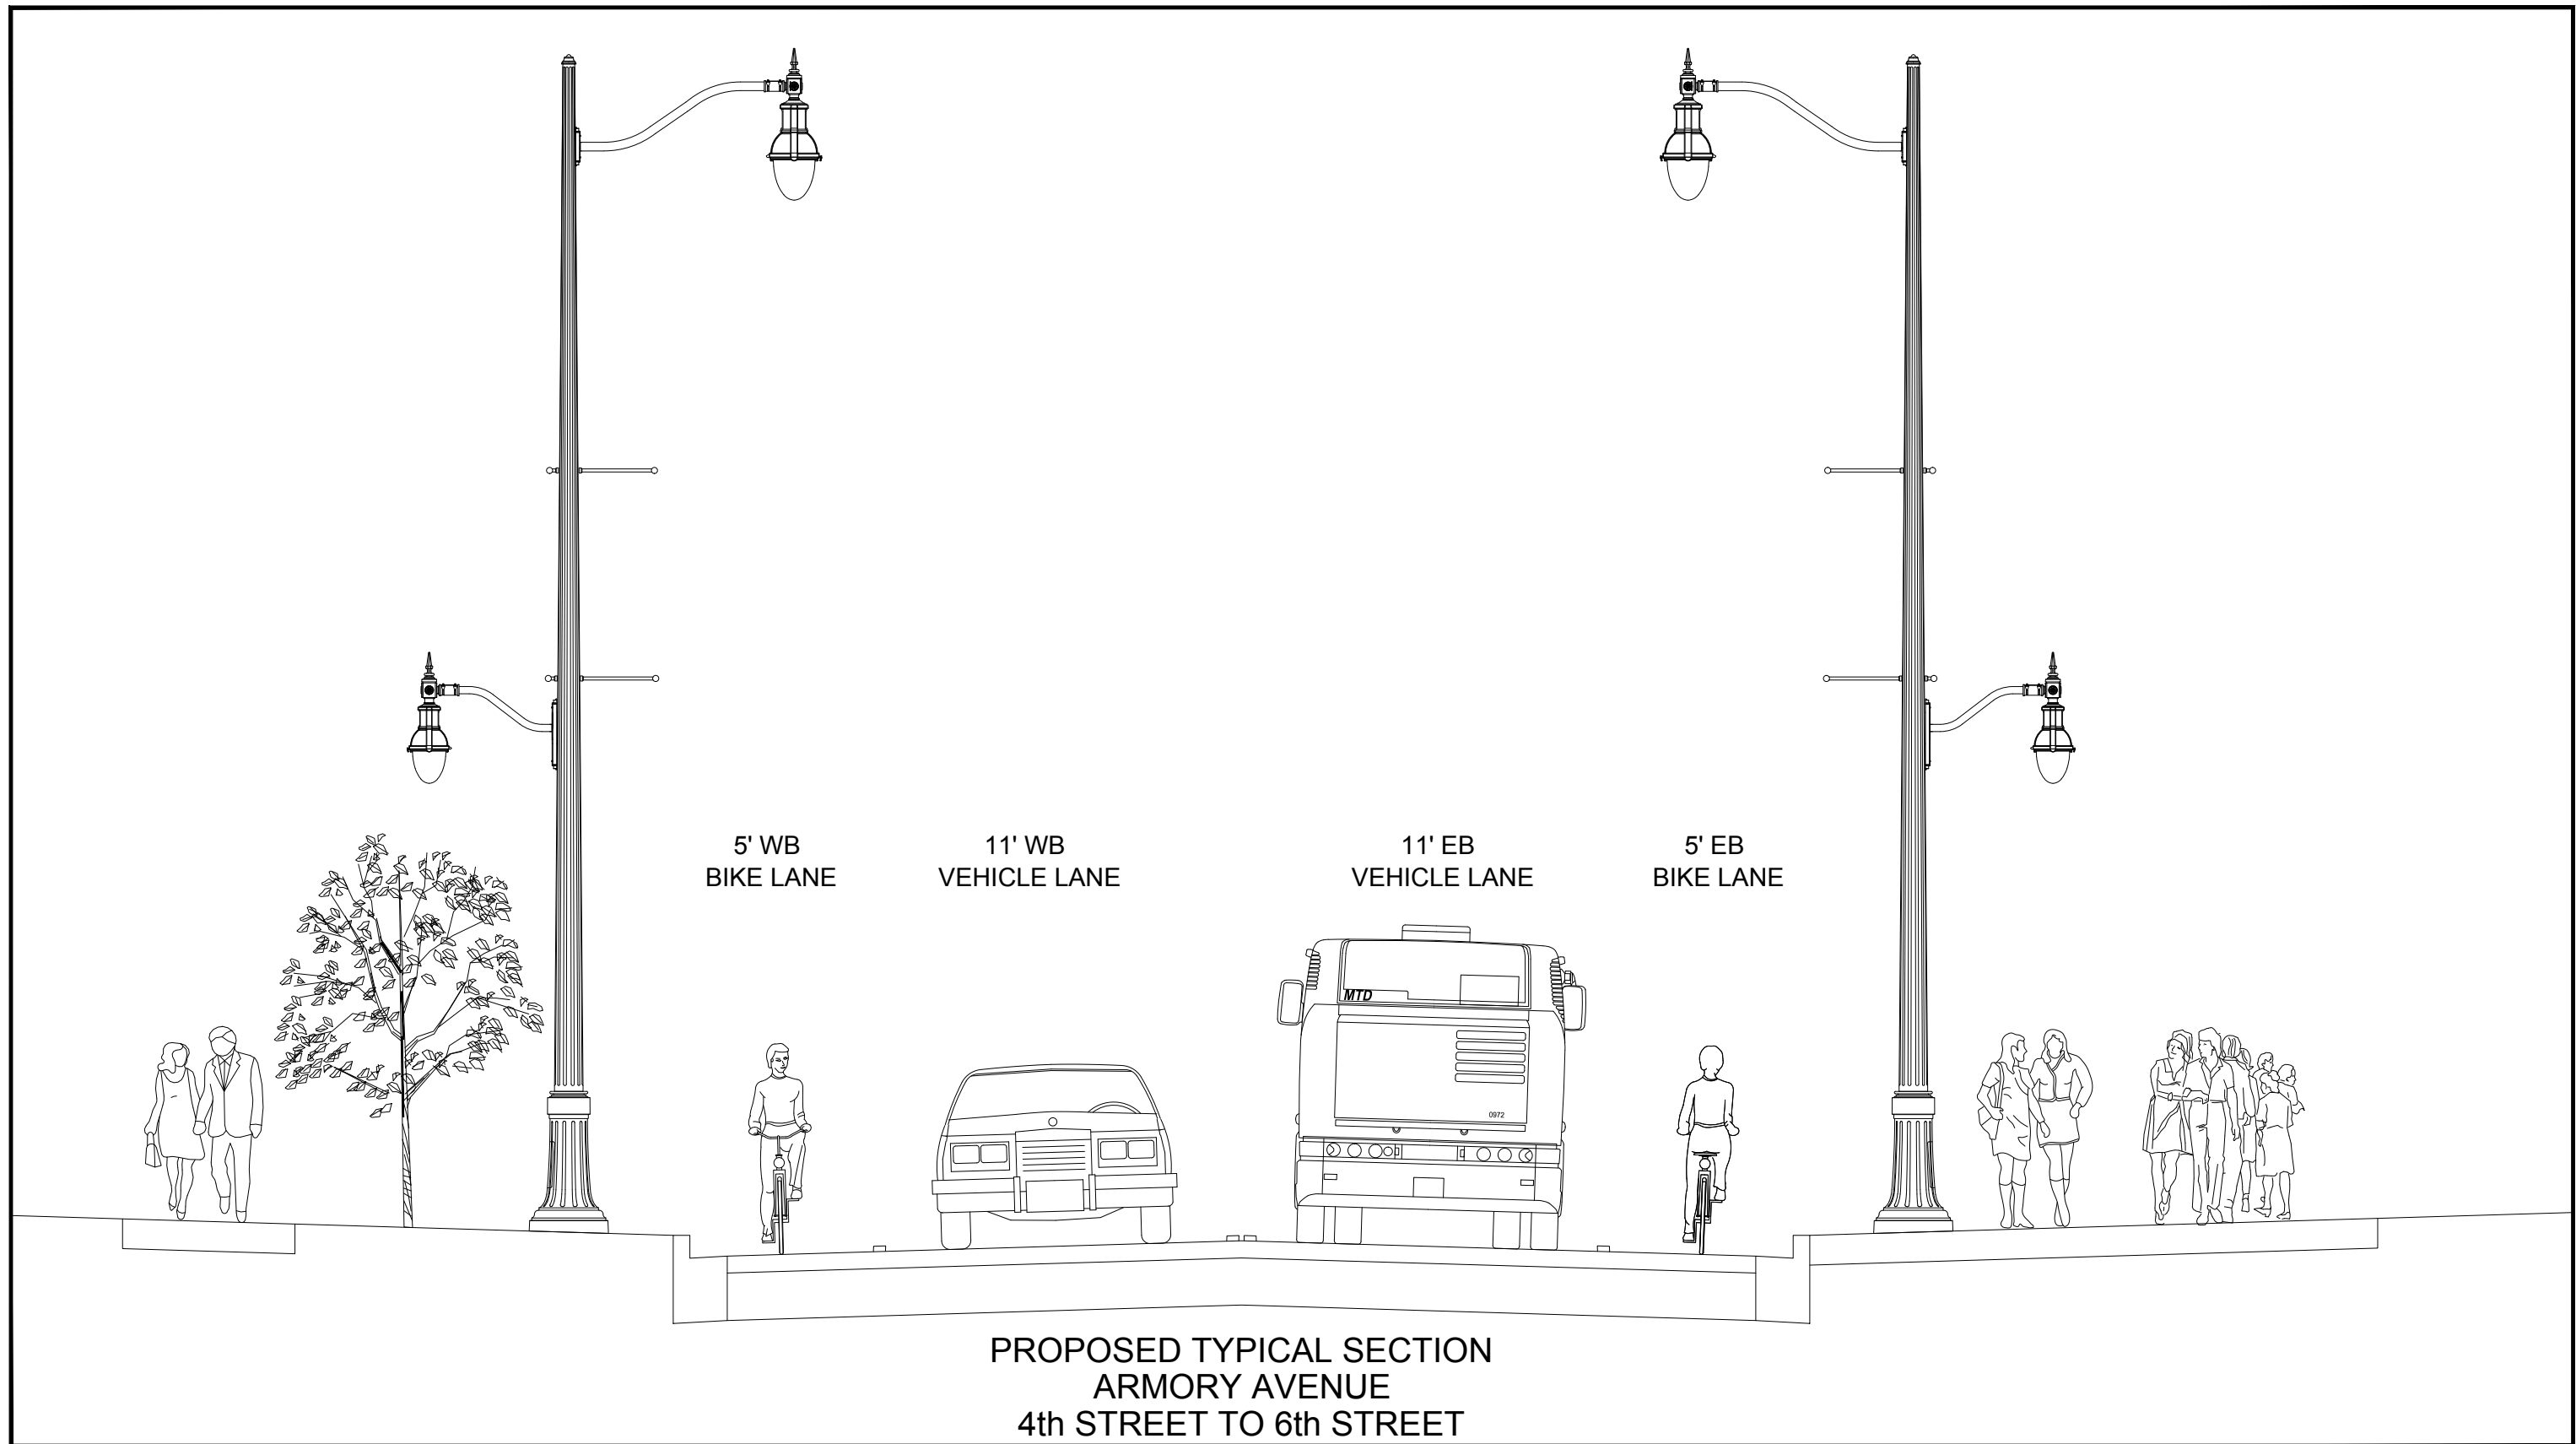 5' WB
BIKE LANE
11' WB
VEHICLE LANE
11' EB
VEHICLE LANE
5' EB
BIKE LANE
MTD
0972
PROPOSED TYPICAL SECTION
ARMORY AVENUE
4th STREET TO 6th STREET